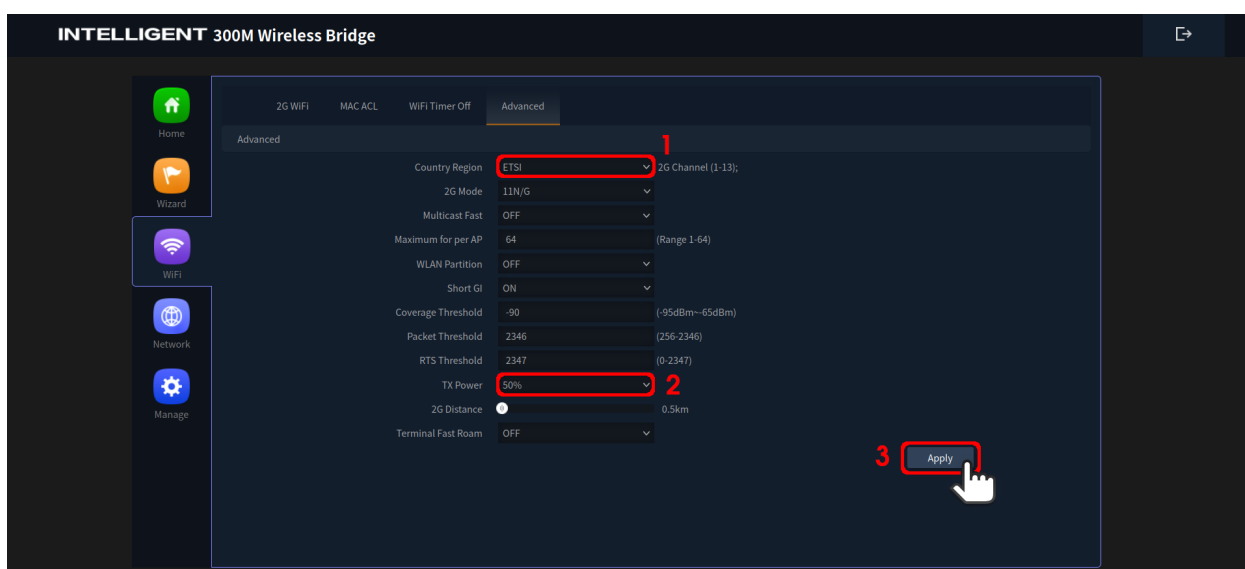 INTELLIGENT 300M Wireless Bridge
Home
Wizard
WiFi
Network
Manage
2G WiFi MAC ACL WiFi Timer Off Advanced
Advanced
1
Country Region ETSI 2G Channel (1-13);
2G Mode 11N/G
Multicast Fast OFF
Maximum for per AP 64 (Range 1-64)
WLAN Partition OFF
Short GI ON
Coverage Threshold -90 (-95dBm~-65dBm)
Packet Threshold 2346 (256-2346)
RTS Threshold 2347 (0-2347)
TX Power 50% 2
2G Distance 0 0.5km
Terminal Fast Roam OFF
3 Apply